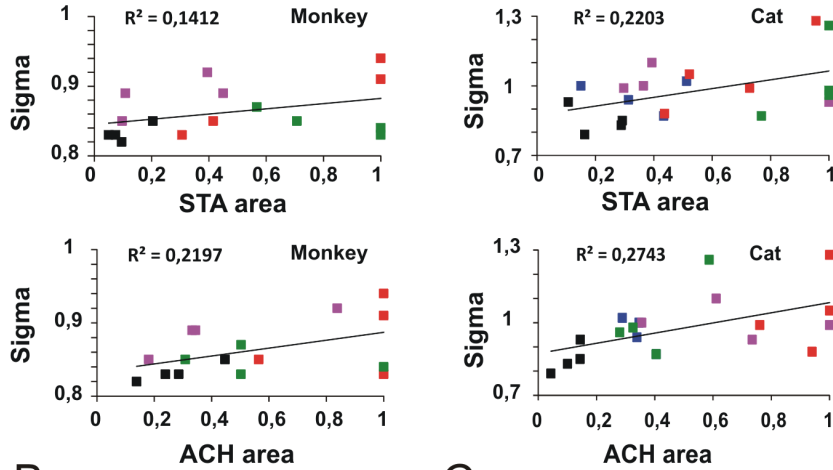 R² = 0,1412 Monkey
1
0,9
0,8
Sigma
0 0,2 0,4 0,6 0,8 1
STA area
R² = 0,2203 Cat
1,3
1
0,7
Sigma
0 0,2 0,4 0,6 0,8 1
STA area
R² = 0,2197 Monkey
1
0,9
0,8
Sigma
0 0,2 0,4 0,6 0,8 1
ACH area
R² = 0,2743 Cat
1,3
1
0,7
Sigma
0 0,2 0,4 0,6 0,8 1
ACH area